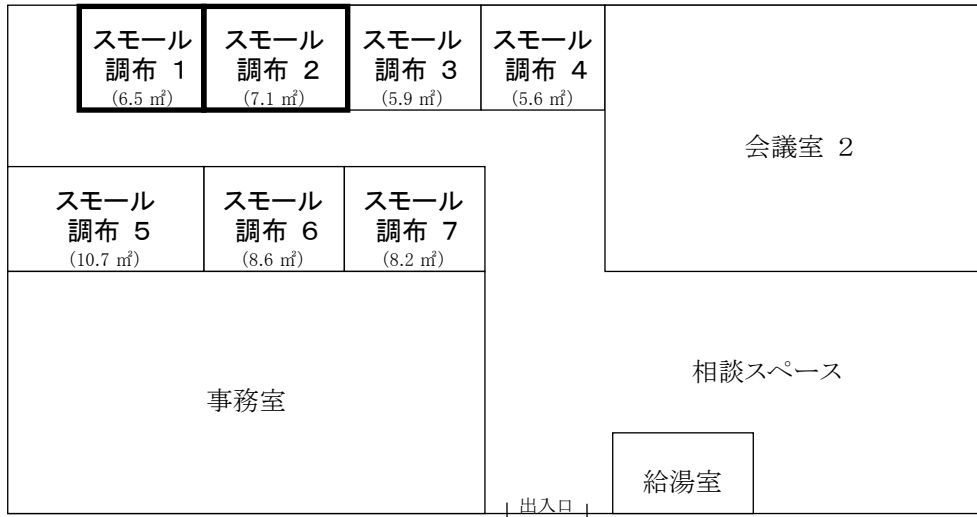 スモール
調布 1
(6.5 ㎡)
スモール
調布 2
(7.1 ㎡)
スモール
調布 3
(5.9 ㎡)
スモール
調布 4
(5.6 ㎡)
会議室 2
スモール
調布 5
(10.7 ㎡)
スモール
調布 6
(8.6 ㎡)
スモール
調布 7
(8.2 ㎡)
事務室
相談スペース
給湯室
出入口